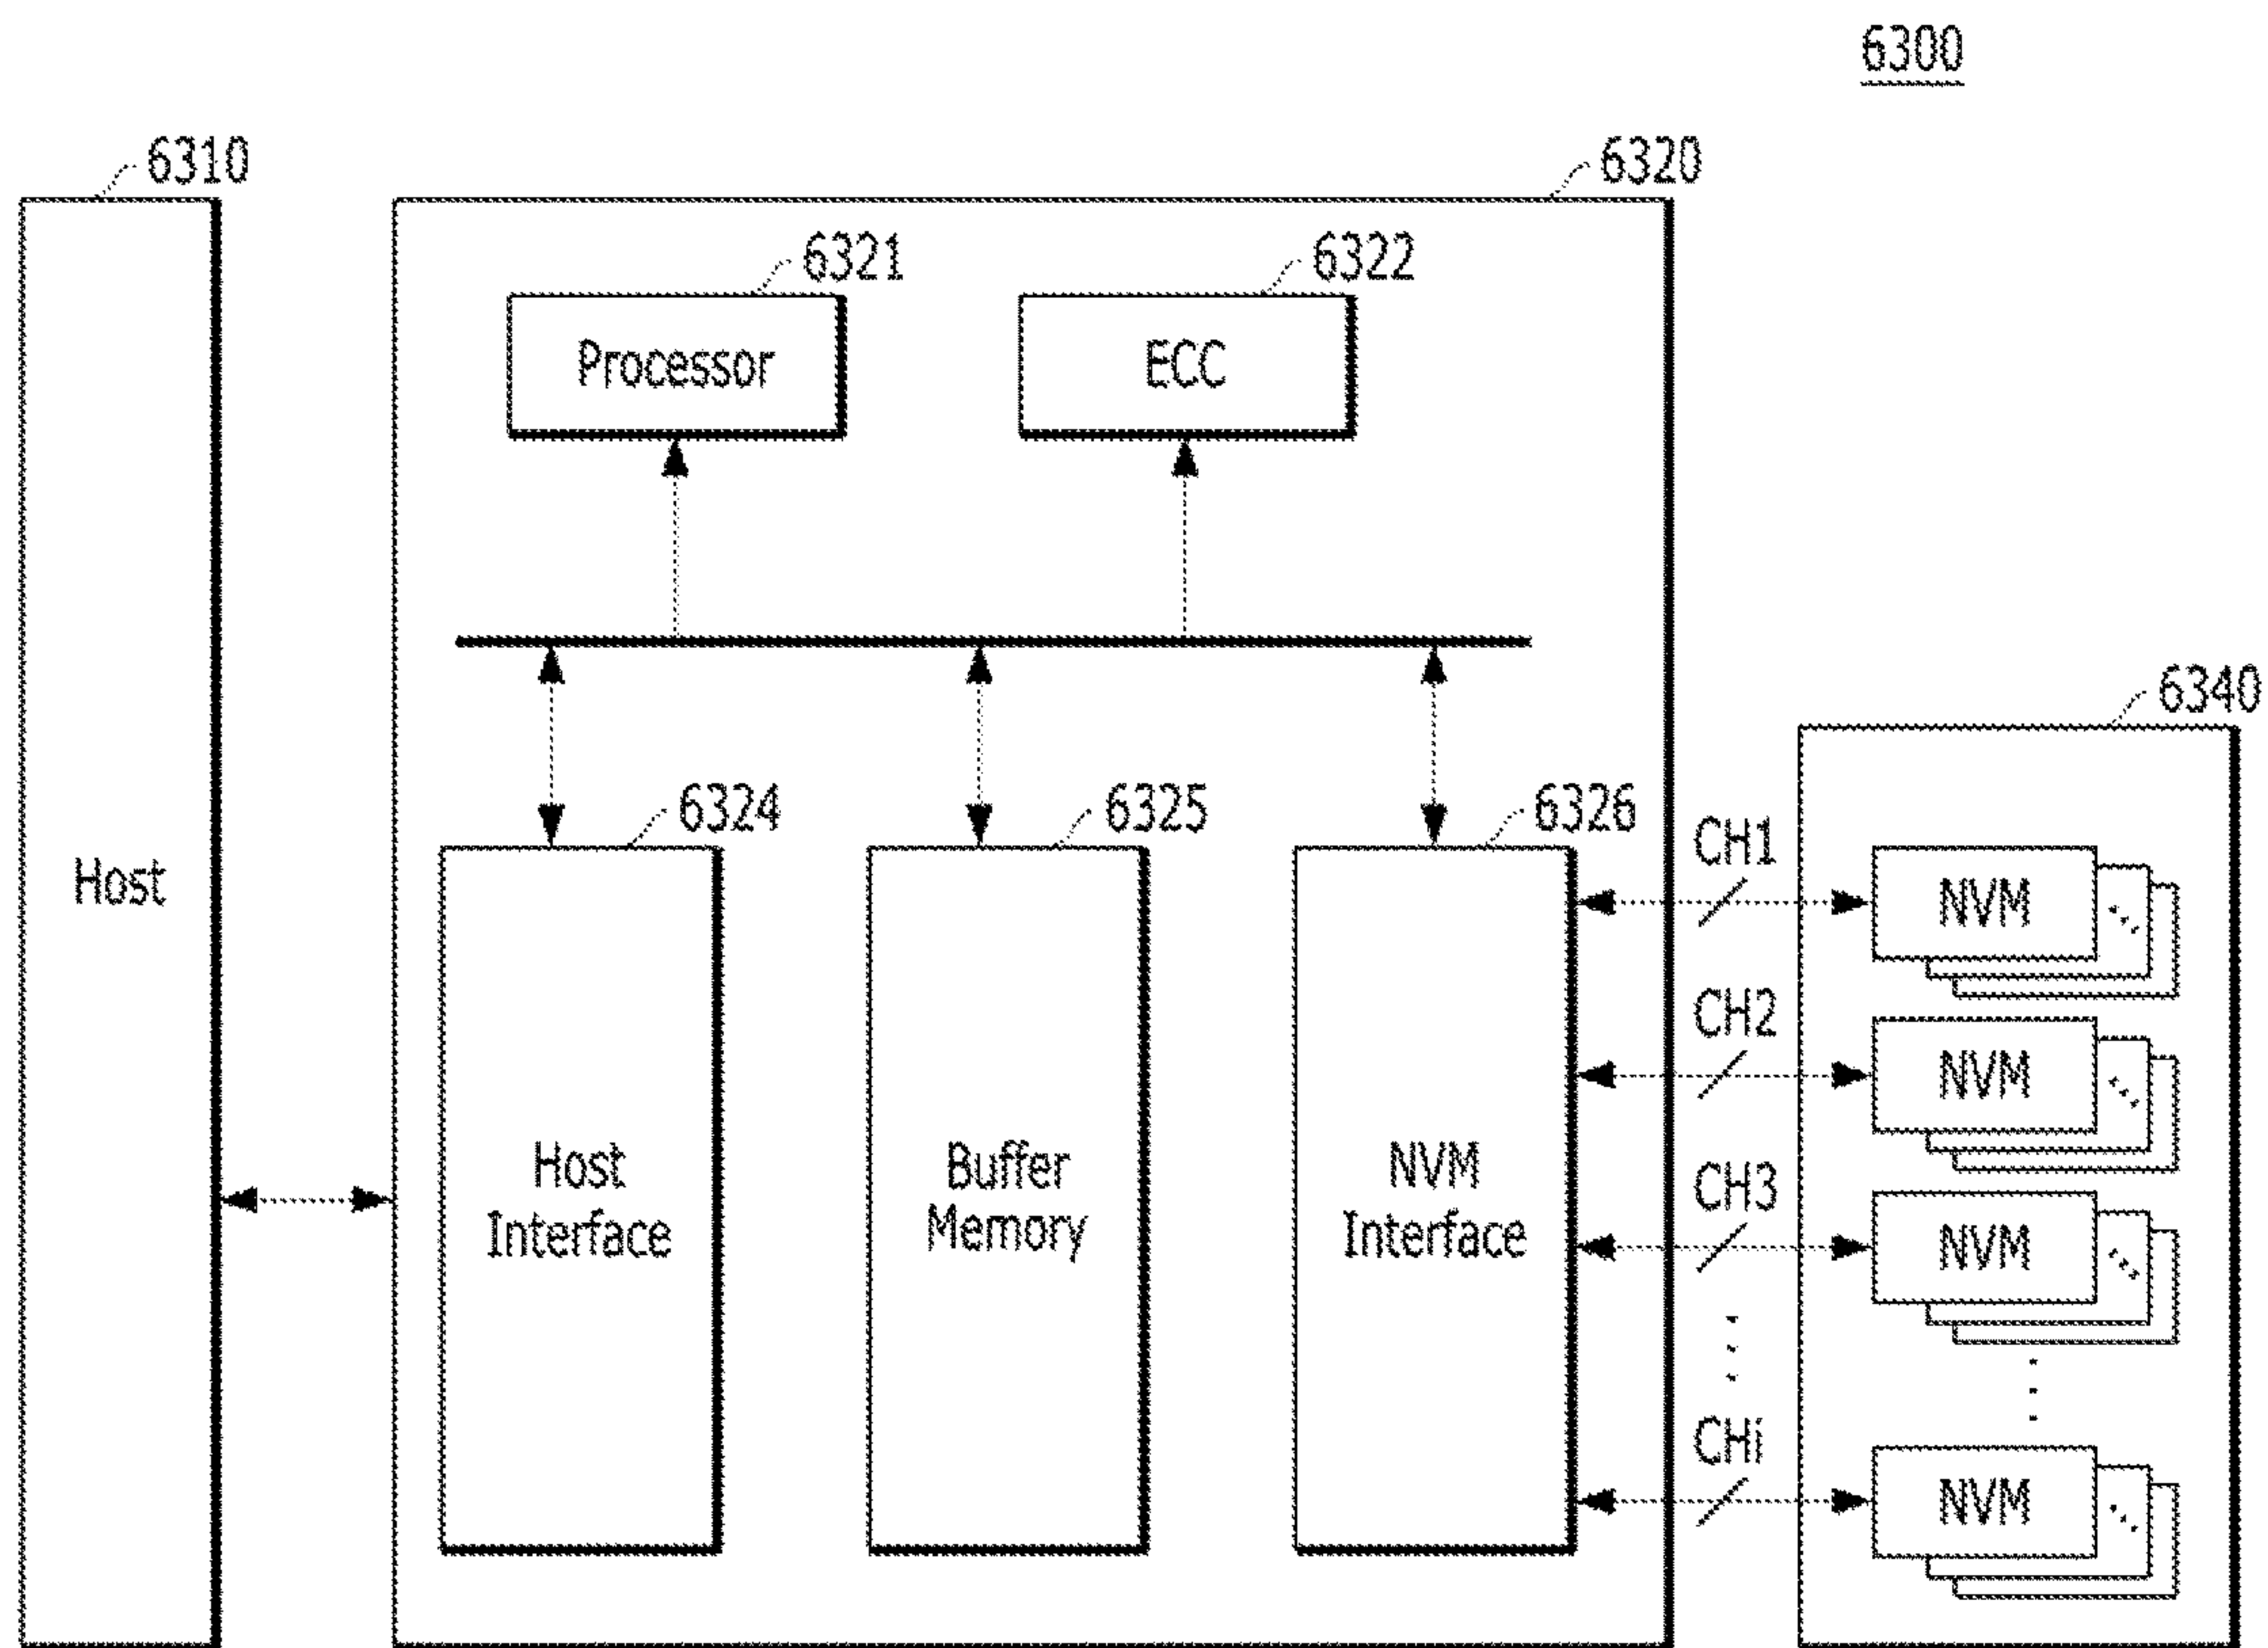 6300
6310
6320
6321
6322
Processor
ECC
6340
6324
6325
6326
CH1
Host
NVM
CH2
NVM
Host
Interface
Buffer
Memory
NVM
Interface
CH3
NVM
CHi
NVM